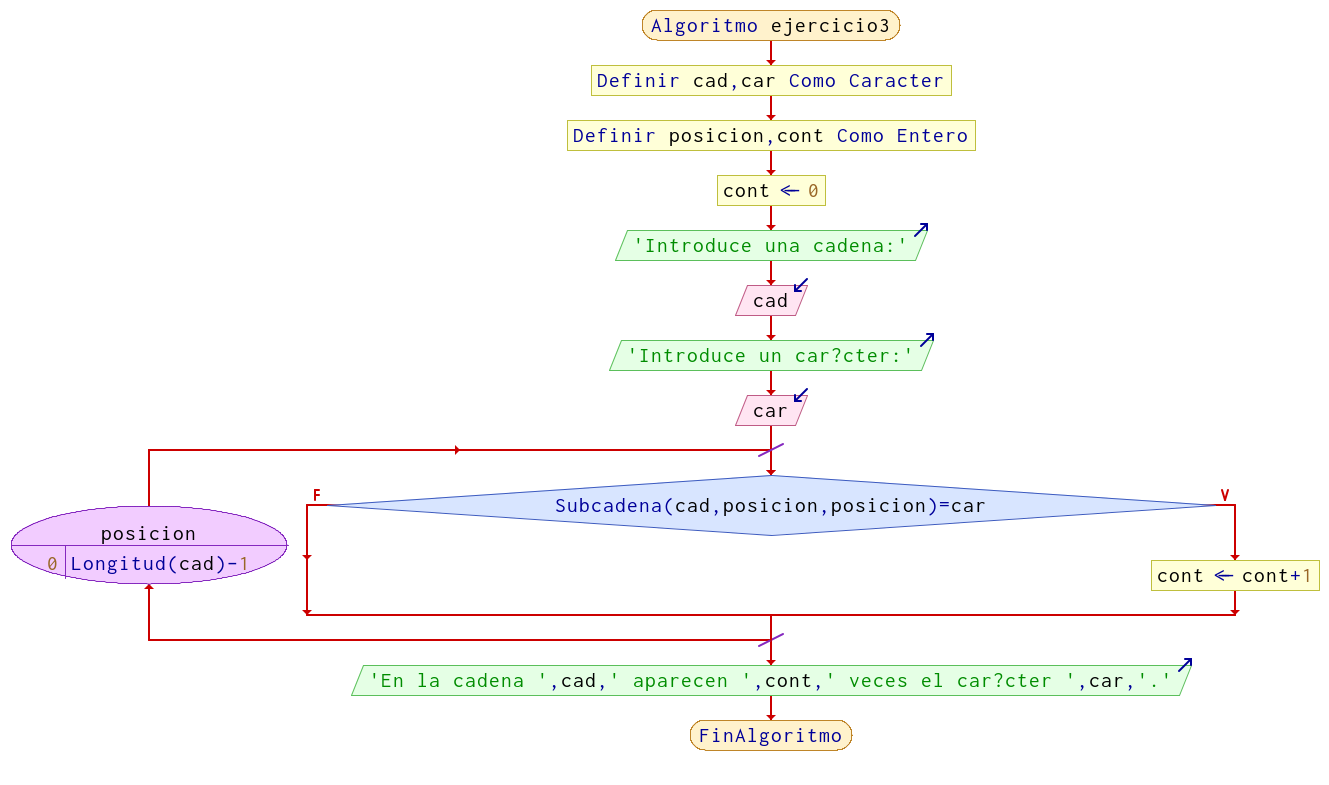 Algoritmo ejercicio3
Definir cad,car Como Caracter
Definir posicion,cont Como Entero
cont ← 0
'Introduce una cadena:'
cad
'Introduce un car?cter:'
car
F
V
Subcadena(cad,posicion,posicion)=car
posicion
0 Longitud(cad)-1
cont ← cont+1
'En la cadena ',cad,' aparecen ',cont,' veces el car?cter ',car,'.'
FinAlgoritmo